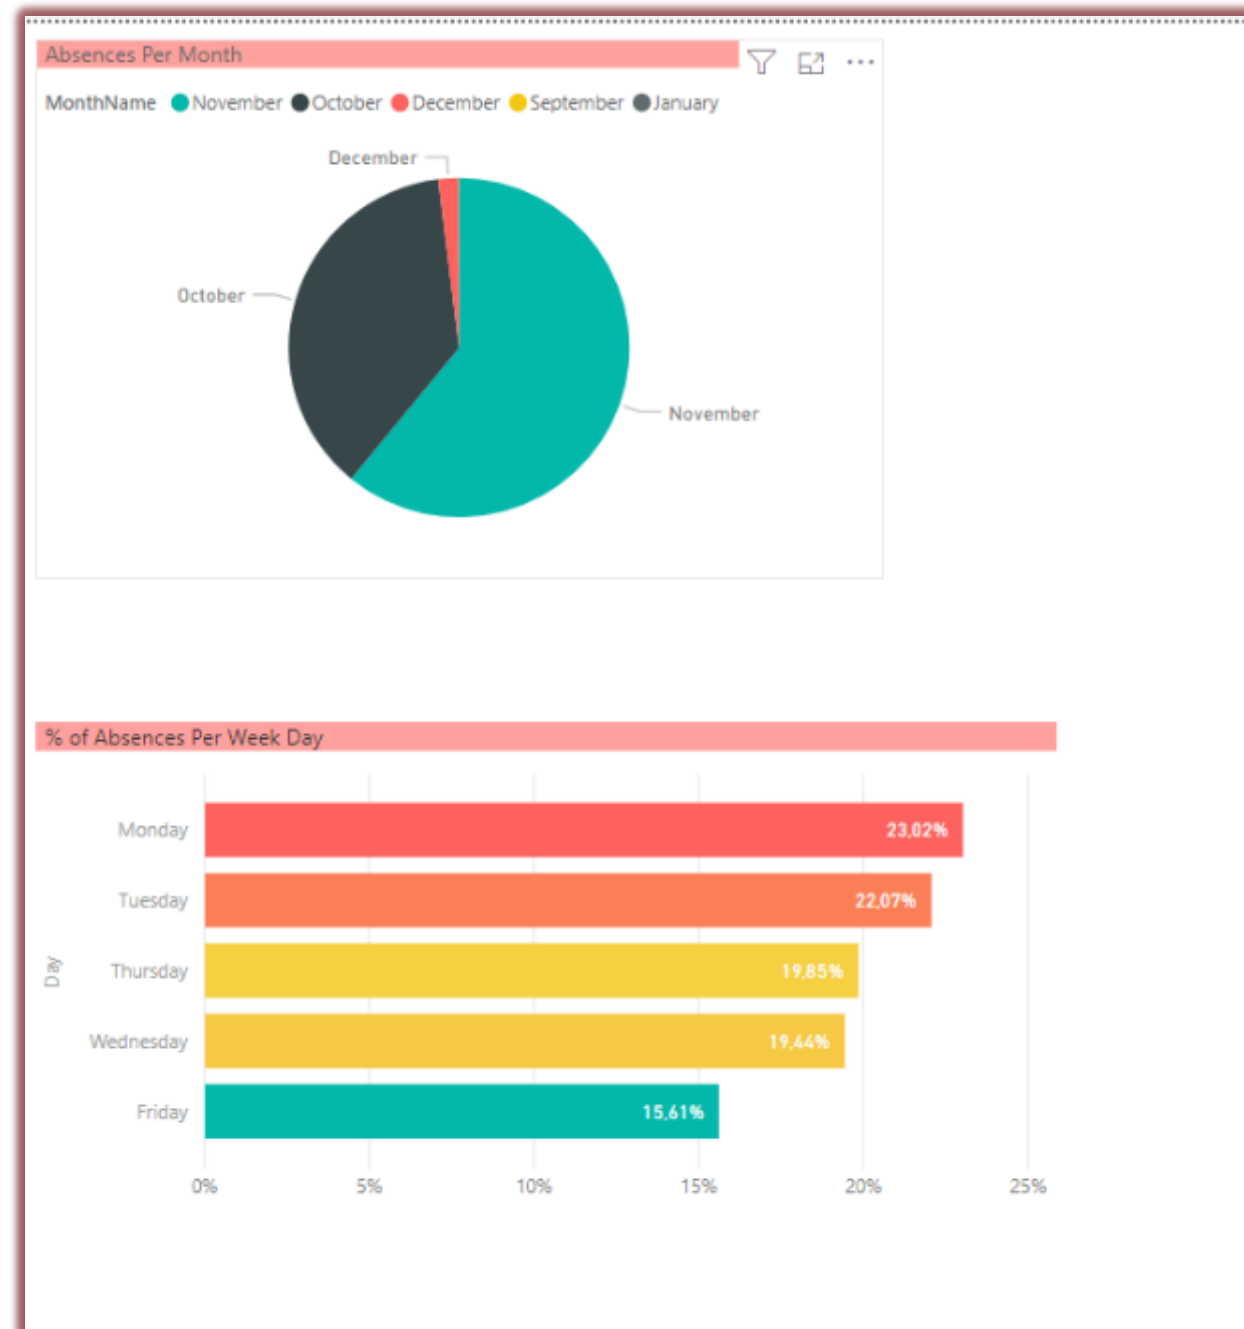 Absences Per Month
MonthName November October December September January
December
October
November
% of Absences Per Week Day
Day
Monday 23,02%
Tuesday 22,07%
Thursday 19,85%
Wednesday 19,44%
Friday 15,61%
0% 5% 10% 15% 20% 25%